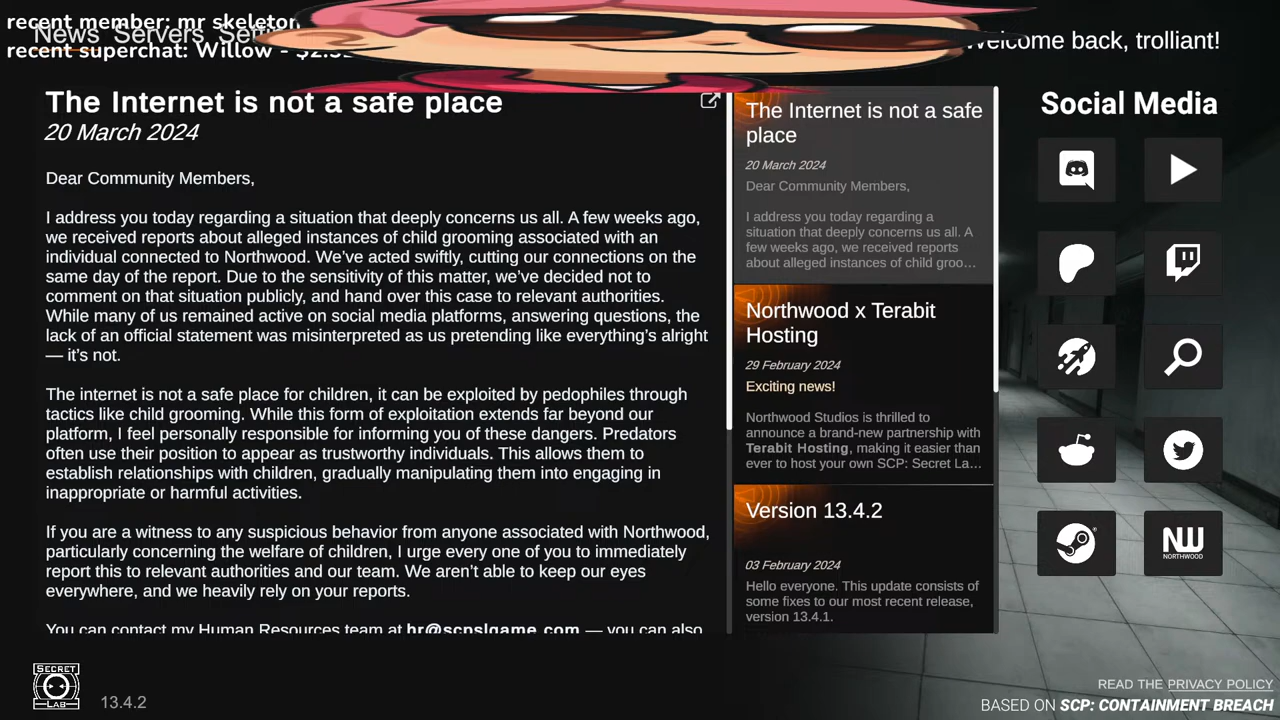 recent member: mr skeleton
News Servers
recent superchat: Willow -
Welcome back, trolliant!
The Internet is not a safe place
20 March 2024
Dear Community Members,
I address you today regarding a situation that deeply concerns us all. A few weeks ago,
we received reports about alleged instances of child grooming associated with an
individual connected to Northwood. We’ve acted swiftly, cutting our connections on the
same day of the report. Due to the sensitivity of this matter, we’ve decided not to
comment on that situation publicly, and hand over this case to relevant authorities.
While many of us remained active on social media platforms, answering questions, the
lack of an official statement was misinterpreted as us pretending like everything’s alright
— it’s not.
The internet is not a safe place for children, it can be exploited by pedophiles through
tactics like child grooming. While this form of exploitation extends far beyond our
platform, I feel personally responsible for informing you of these dangers. Predators
often use their position to appear as trustworthy individuals. This allows them to
establish relationships with children, gradually manipulating them into engaging in
inappropriate or harmful activities.
If you are a witness to any suspicious behavior from anyone associated with Northwood,
particularly concerning the welfare of children, I urge every one of you to immediately
report this to relevant authorities and our team. We aren’t able to keep our eyes
everywhere, and we heavily rely on your reports.
You can contact my Human Resources team at hr@scpslgame.com — you can also
The Internet is not a safe
place
20 March 2024
Dear Community Members,
I address you today regarding a
situation that deeply concerns us all. A
few weeks ago, we received reports
about alleged instances of child groo…
Northwood x Terabit
Hosting
29 February 2024
Exciting news!
Northwood Studios is thrilled to
announce a brand-new partnership with
Terabit Hosting, making it easier than
ever to host your own SCP: Secret La…
Version 13.4.2
03 February 2024
Hello everyone. This update consists of
some fixes to our most recent release,
version 13.4.1.
Social Media
NW
NORTHWOOD
SECRET
LAB
13.4.2
READ THE PRIVACY POLICY
BASED ON SCP: CONTAINMENT BREACH